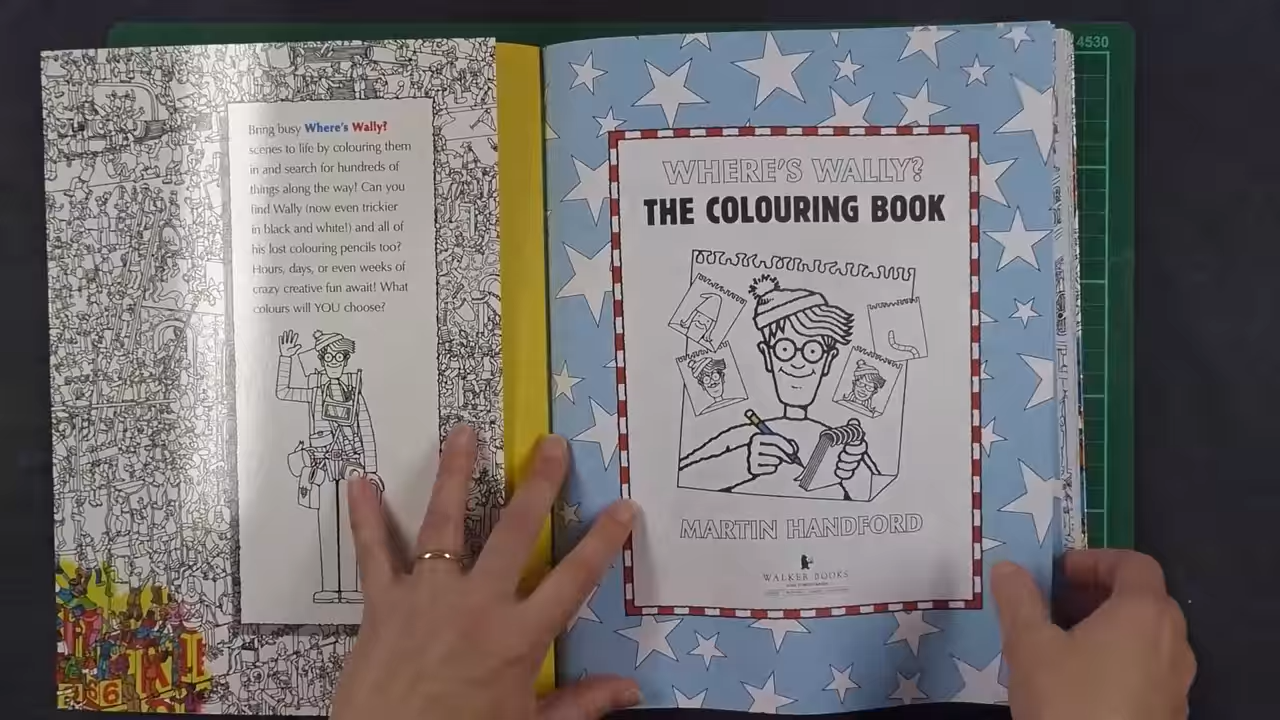 Bring busy Where's Wally?
scenes to life by colouring them
in and search for hundreds of
things along the way! Can you
find Wally (now even trickier
in black and white!) and all of
his lost colouring pencils too?
Hours, days, or even weeks of
crazy creative fun await! What
colours will YOU choose?
WHERE'S WALLY?
THE COLOURING BOOK
MARTIN HANDFORD
WALKER BOOKS
4530